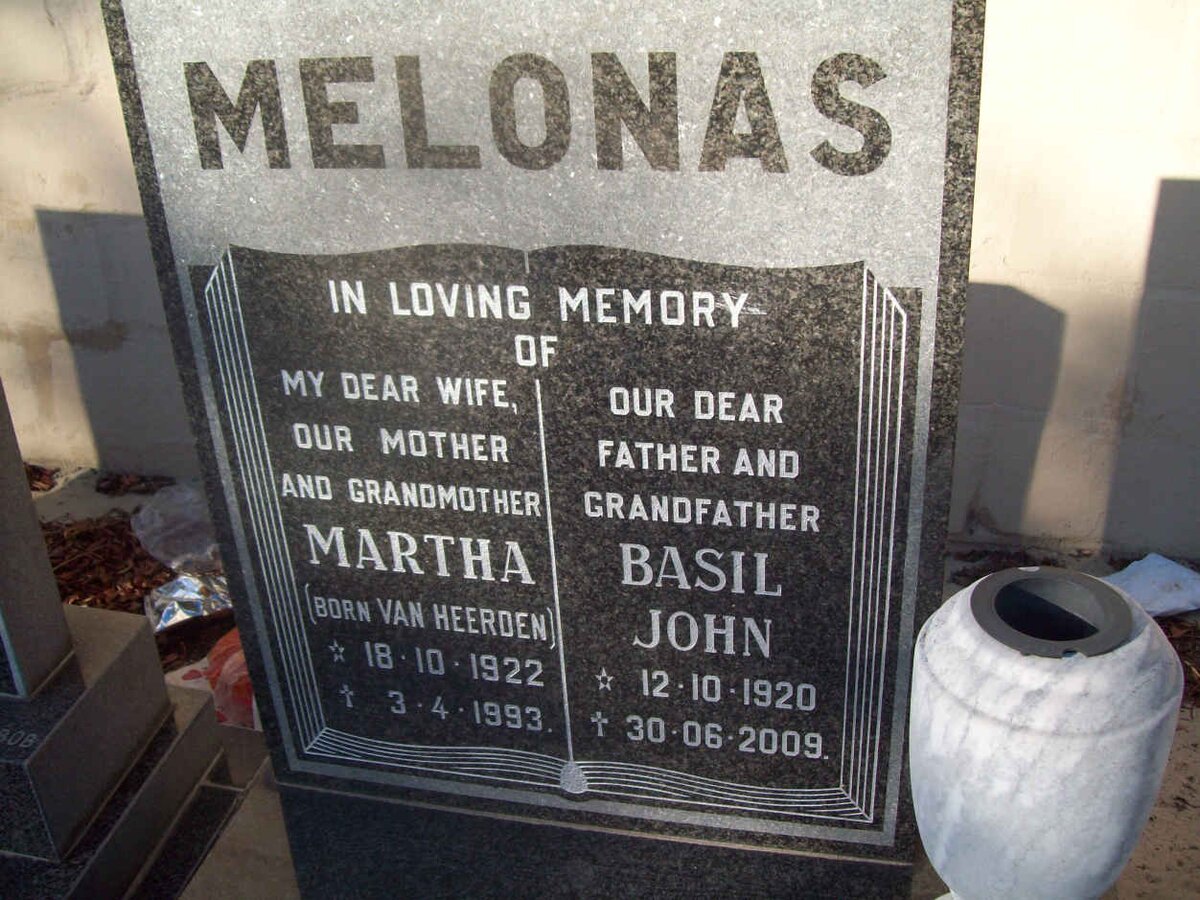 MELONAS
IN LOVING MEMORY
OF
MY DEAR WIFE,
OUR MOTHER
AND GRANDMOTHER
MARTHA
(BORN VAN HEERDEN)
☆ 18·10·1922
† 3·4·1993.
OUR DEAR
FATHER AND
GRANDFATHER
BASIL
JOHN
☆ 12·10·1920
† 30·06·2009.